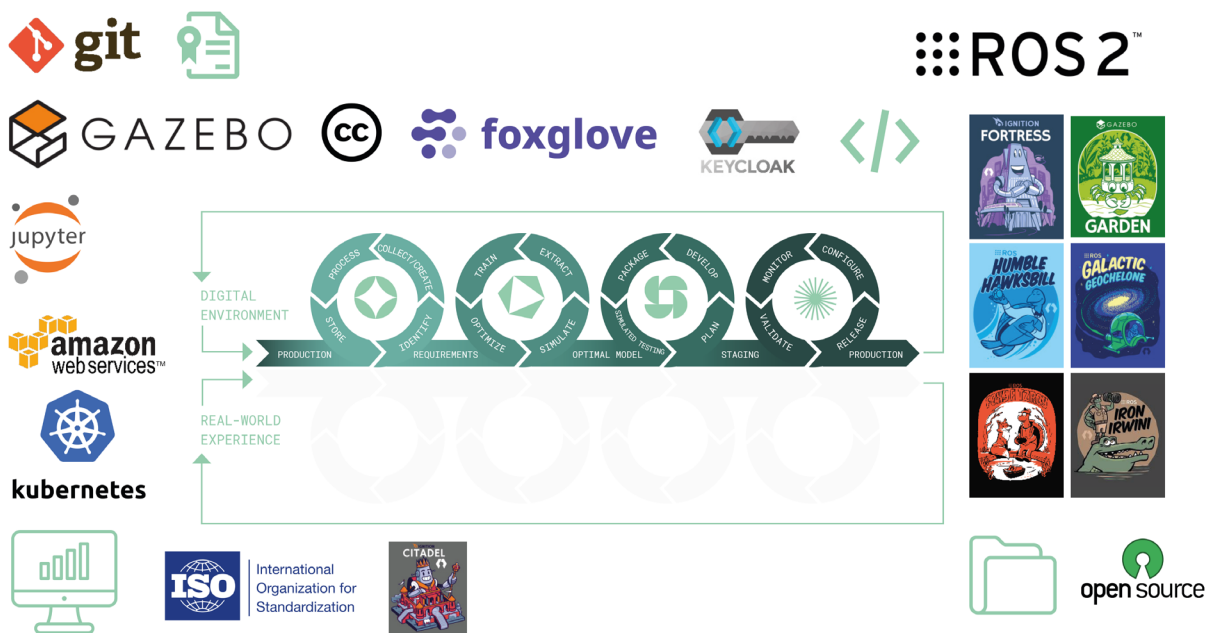 git
ROS 2™
GAZEBO
cc
foxglove
KEYCLOAK
</>
IGNITION
FORTRESS
GAZEBO
GARDEN
jupyter
PROCESS
COLLECT/CREATE
STORE
IDENTIFY
TRAIN
EXTRACT
OPTIMIZE
SIMULATE
PACKAGE
DEVELOP
SIMULATED TESTING
PLAN
MONITOR
CONFIGURE
VALIDATE
RELEASE
DIGITAL
ENVIRONMENT
PRODUCTION
REQUIREMENTS
OPTIMAL MODEL
STAGING
PRODUCTION
REAL-WORLD
EXPERIENCE
ROS
HUMBLE
HAWKSBILL
ROS
GALACTIC
GEOCHELONE
ROS
IRON
IRWINI
amazon
webservices™
kubernetes
ISO
International
Organization for
Standardization
CITADEL
open source